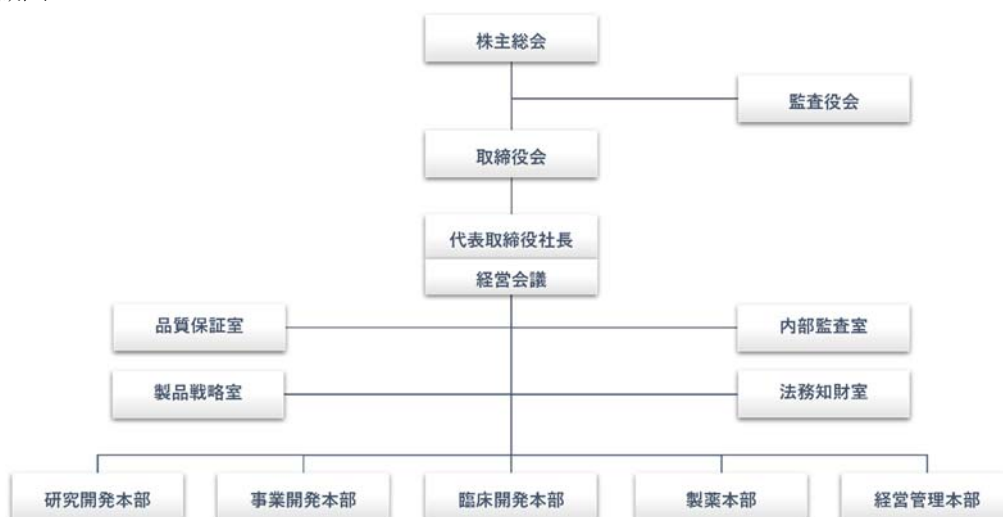 株主総会
監査役会
取締役会
代表取締役社長
経営会議
品質保証室
内部監査室
製品戦略室
法務知財室
研究開発本部
事業開発本部
臨床開発本部
製薬本部
経営管理本部